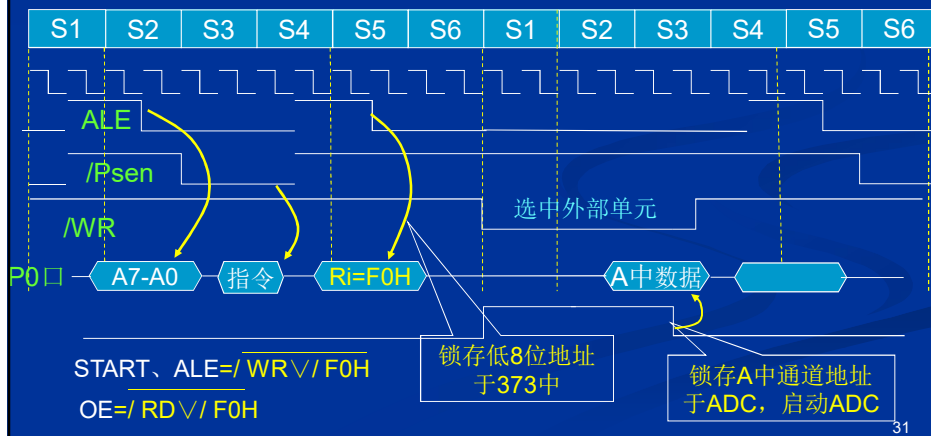 S1 S2 S3 S4 S5 S6 S1 S2 S3 S4 S5 S6
ALE
/Psen
选中外部单元
/WR
P0口 A7-A0 指令 Ri=F0H A中数据
START、ALE=/ WR∨/ F0H
OE=/ RD∨/ F0H
锁存低8位地址
于373中
锁存A中通道地址
于ADC，启动ADC
31